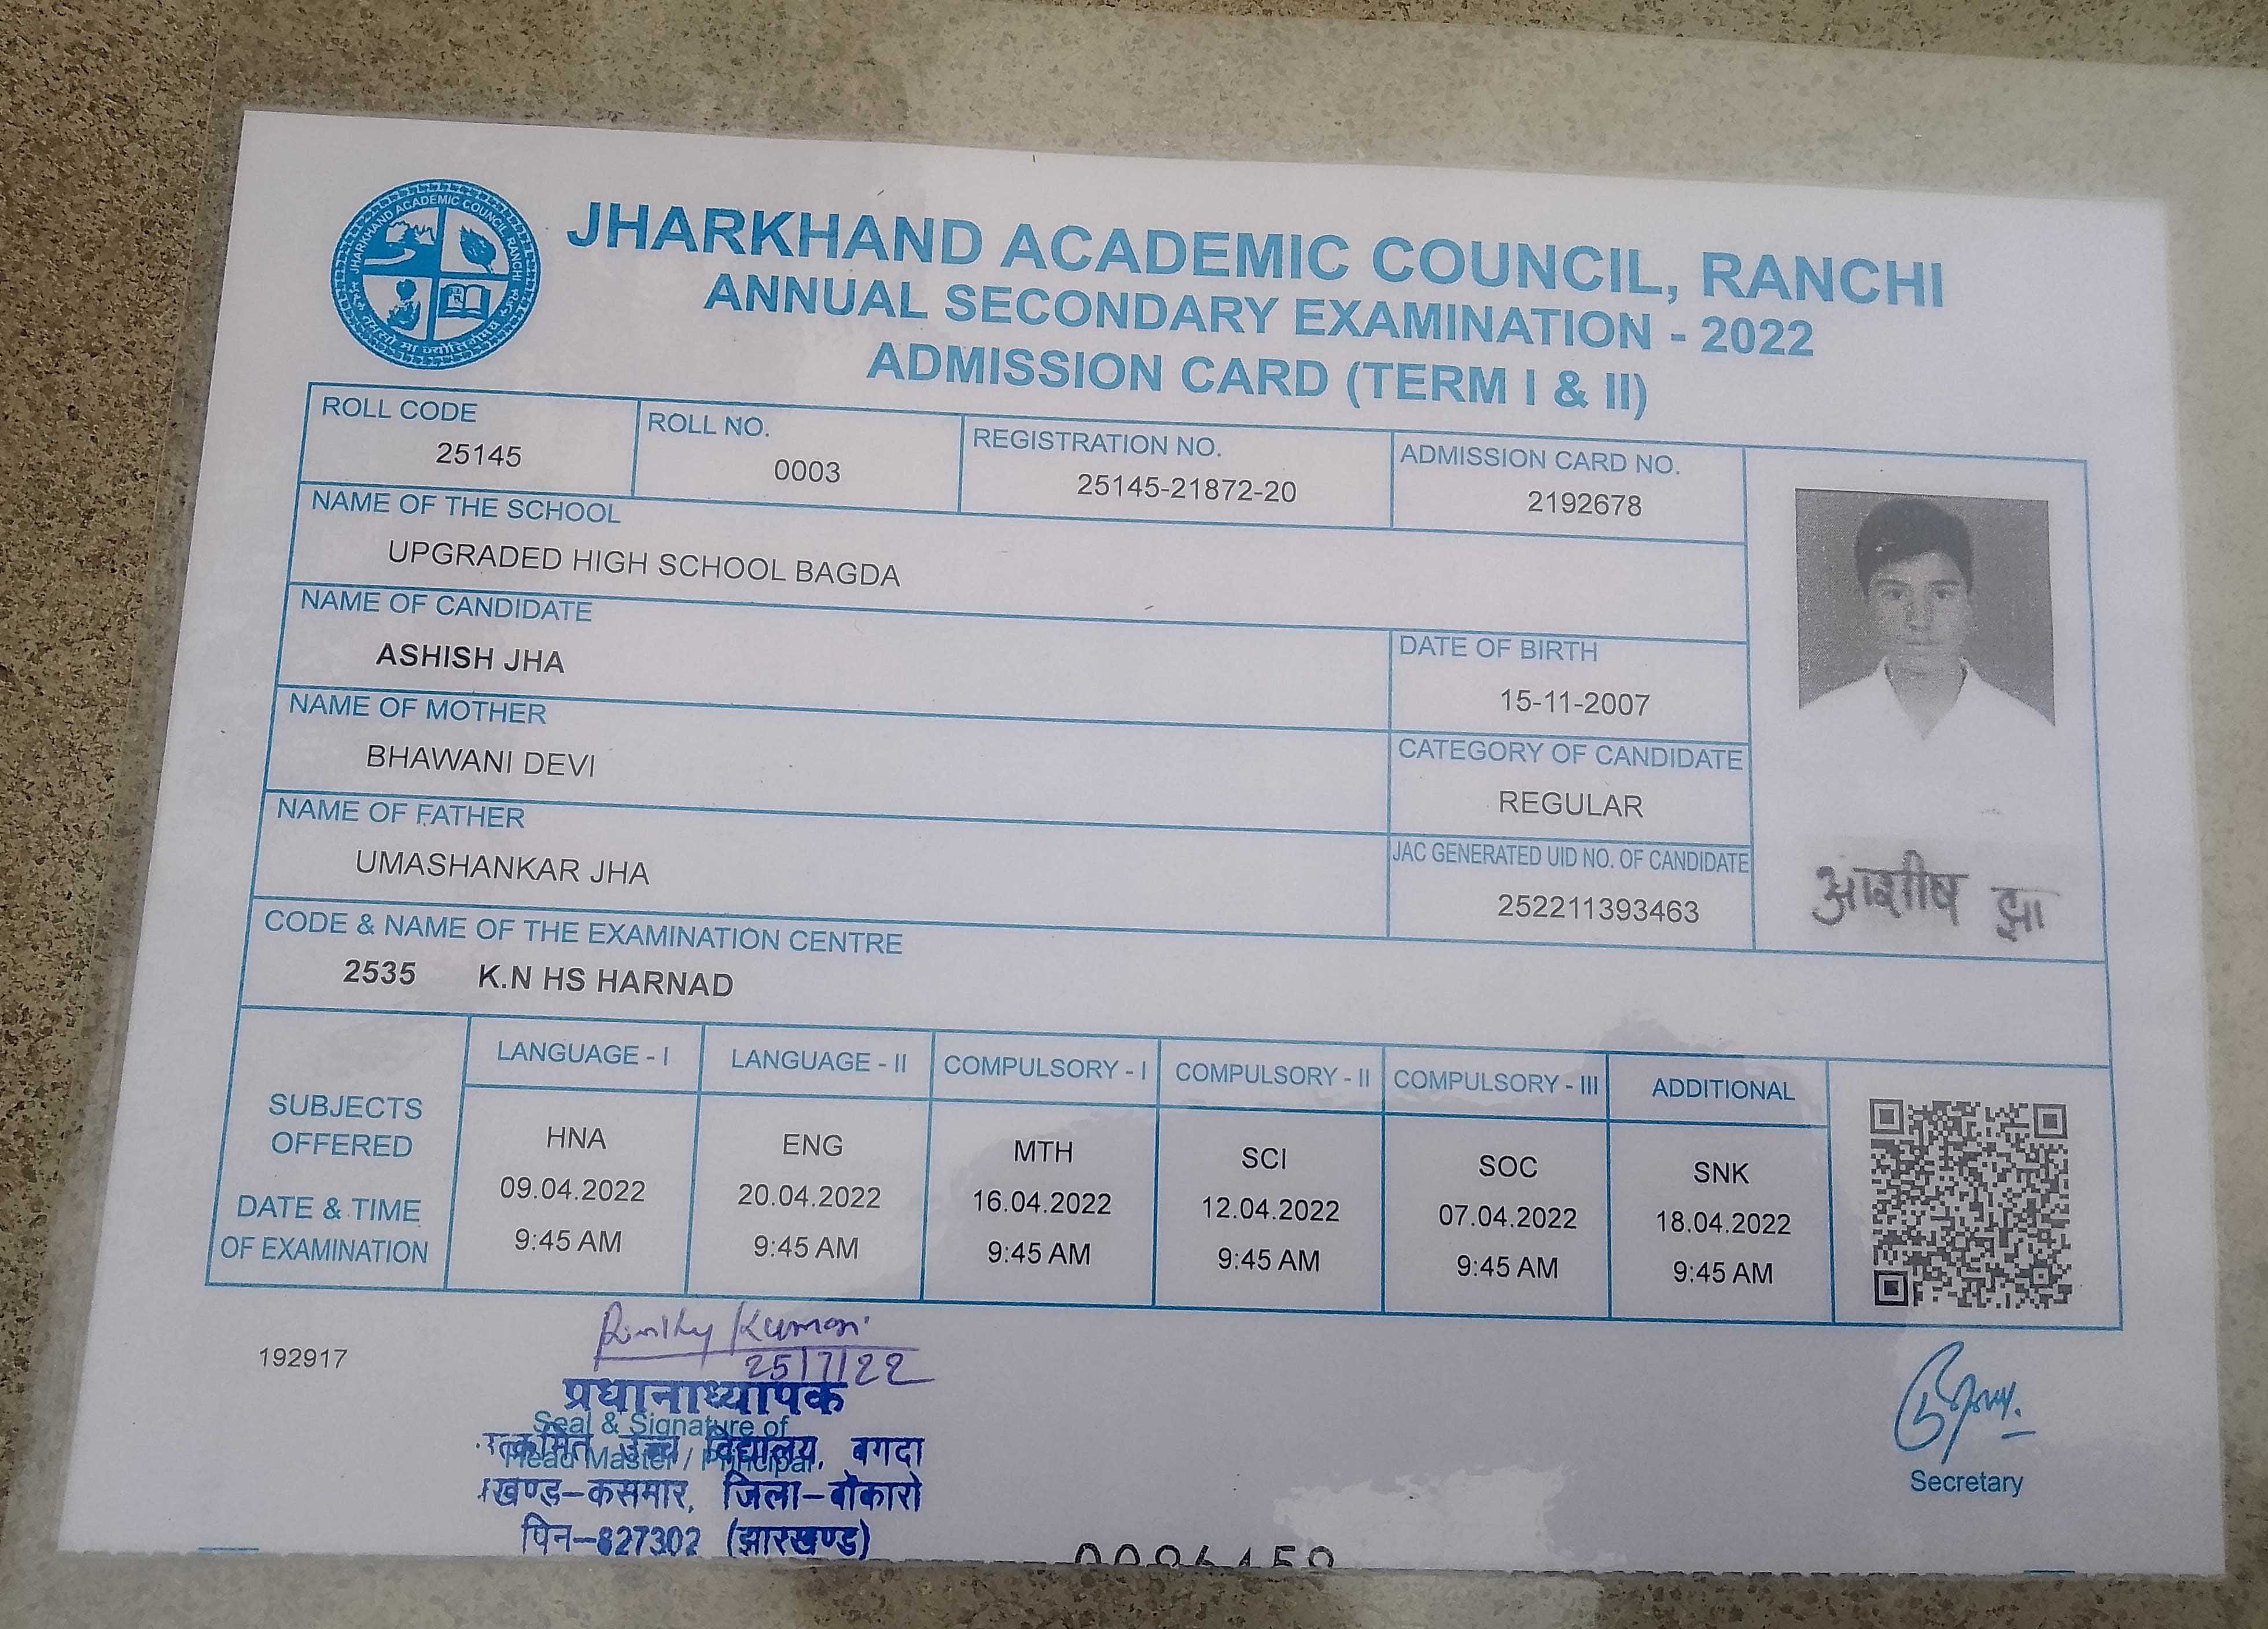 JHARKHAND ACADEMIC COUNCIL, RANCHI
JHARKHAND ACADEMIC COUNCIL, RANCHI
ANNUAL SECONDARY EXAMINATION - 2022
ADMISSION CARD (TERM I & II)
ROLL CODE
25145
ROLL NO.
0003
REGISTRATION NO.
25145-21872-20
ADMISSION CARD NO.
2192678
NAME OF THE SCHOOL
UPGRADED HIGH SCHOOL BAGDA
NAME OF CANDIDATE
ASHISH JHA
DATE OF BIRTH
15-11-2007
NAME OF MOTHER
BHAWANI DEVI
CATEGORY OF CANDIDATE
REGULAR
NAME OF FATHER
UMASHANKAR JHA
JAC GENERATED UID NO. OF CANDIDATE
252211393463
आशीष झा
CODE & NAME OF THE EXAMINATION CENTRE
2535 K.N HS HARNAD
SUBJECTS OFFERED
DATE & TIME OF EXAMINATION
LANGUAGE - I
HNA
09.04.2022
9:45 AM
LANGUAGE - II
ENG
20.04.2022
9:45 AM
COMPULSORY - I
MTH
16.04.2022
9:45 AM
COMPULSORY - II
SCI
12.04.2022
9:45 AM
COMPULSORY - III
SOC
07.04.2022
9:45 AM
ADDITIONAL
SNK
18.04.2022
9:45 AM
192917
Kumari
25/7/22
प्रधानाध्यापक
Seal & Signature of
Head Master / Principal
उच्च विद्यालय, बगदा
खण्ड-कसमार, जिला-बोकारो
पिन-827302 (झारखण्ड)
Secretary